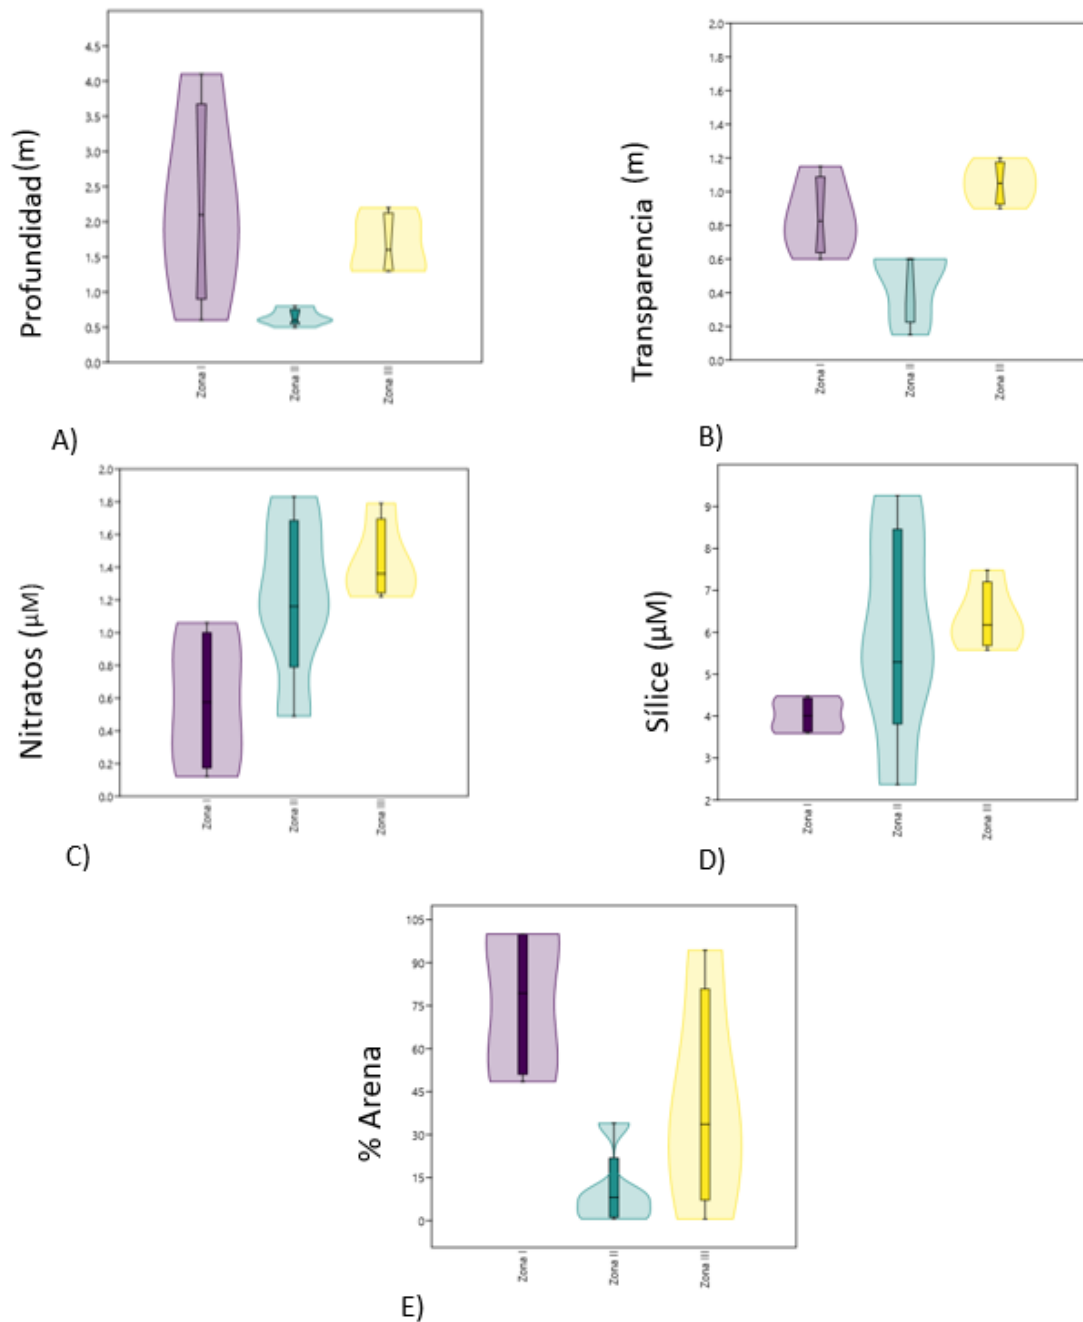 Profundidad (m)
4.5
4.0
3.5
3.0
2.5
2.0
1.5
1.0
0.5
0.0
Zona I
Zona II
Zona III
A)
Transparencia (m)
2.0
1.8
1.6
1.4
1.2
1.0
0.8
0.6
0.4
0.2
0.0
Zona I
Zona II
Zona III
B)
Nitratos (µM)
2.0
1.8
1.6
1.4
1.2
1.0
0.8
0.6
0.4
0.2
0.0
Zona I
Zona II
Zona III
C)
Sílice (µM)
9
8
7
6
5
4
3
2
Zona I
Zona II
Zona III
D)
% Arena
105
90
75
60
45
30
15
0
Zona I
Zona II
Zona III
E)